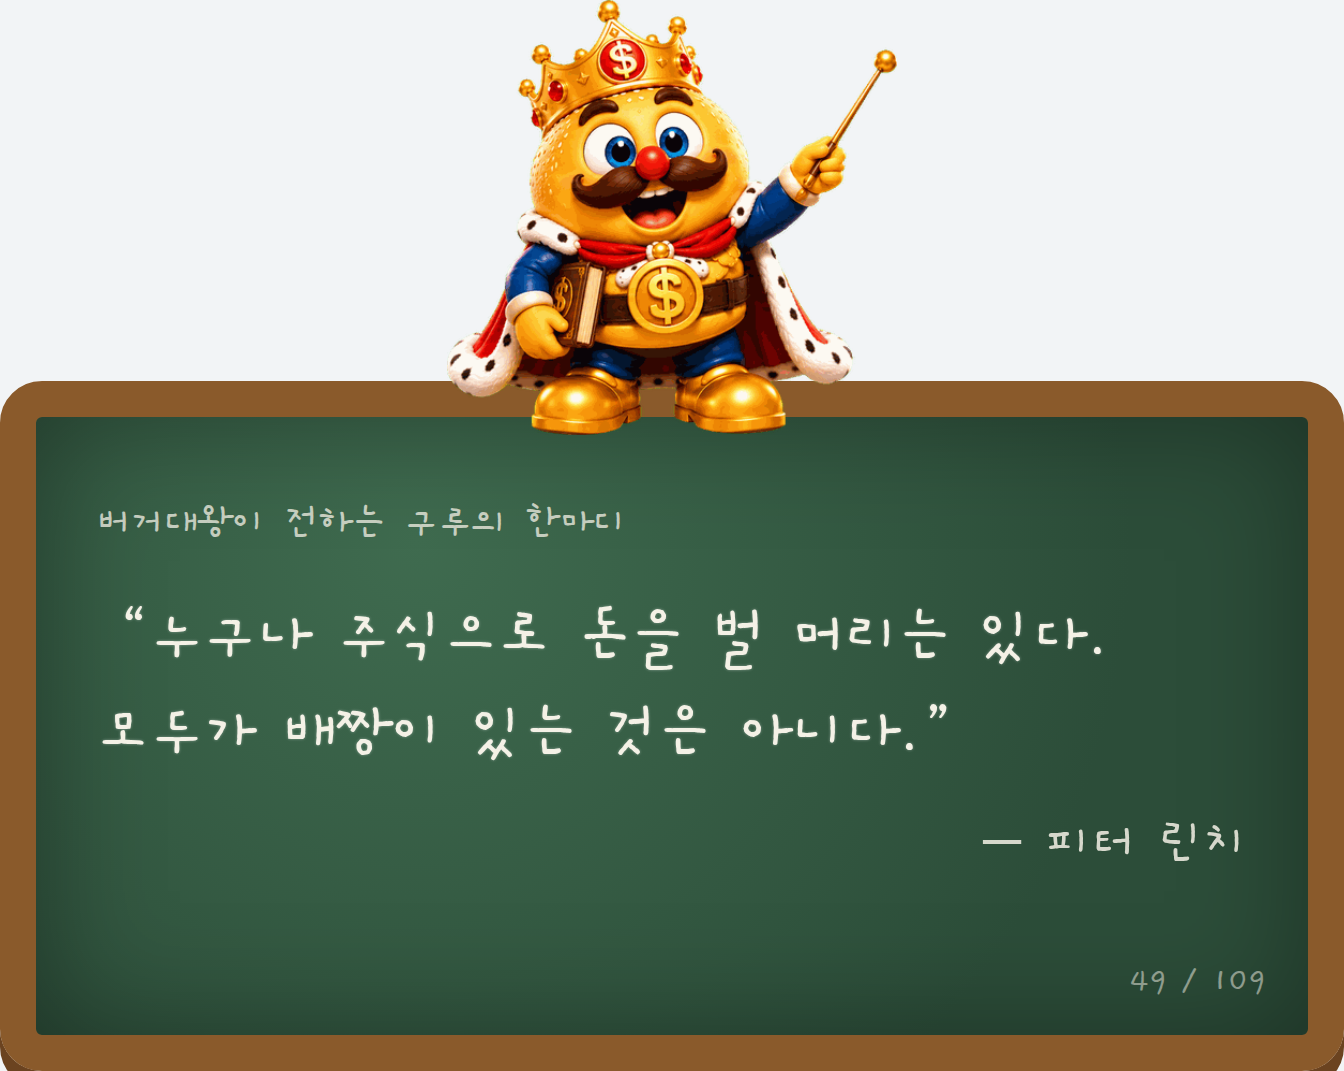 $
$
$
버거대왕이 전하는 구루의 한마디
“누구나 주식으로 돈을 벌 머리는 있다.
모두가 배짱이 있는 것은 아니다.”
— 피터 린치
49 / 109